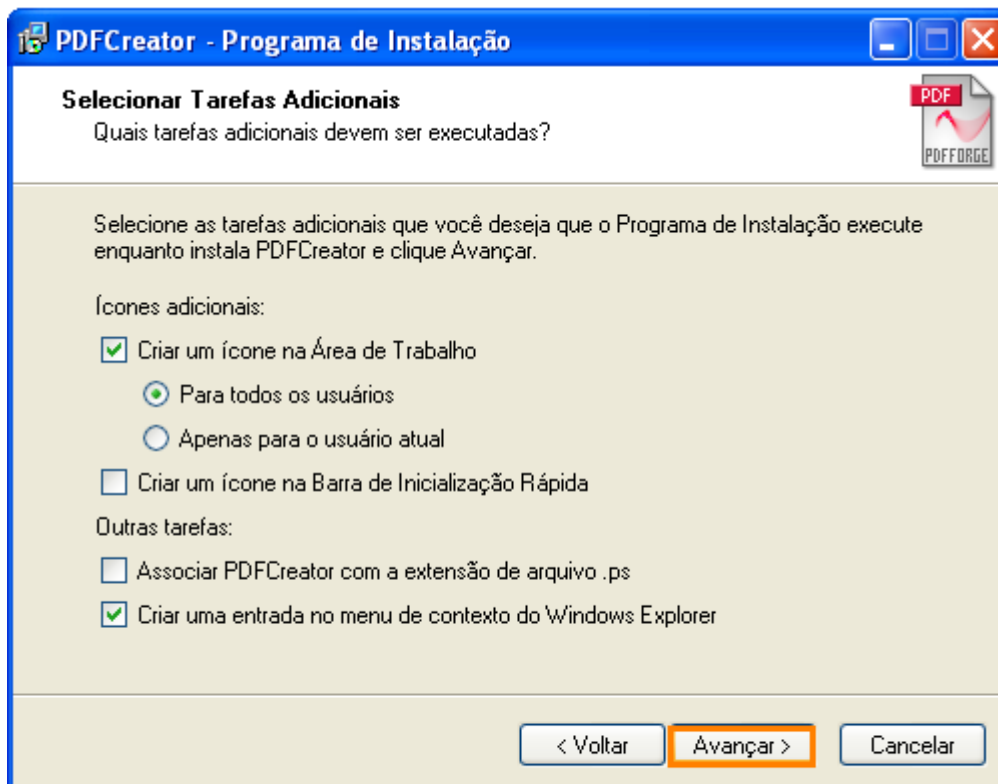 PDFCreator - Programa de Instalação
Selecionar Tarefas Adicionais
Quais tarefas adicionais devem ser executadas?
PDF
PDFFORGE
Selecione as tarefas adicionais que você deseja que o Programa de Instalação execute
enquanto instala PDFCreator e clique Avançar.
Ícones adicionais:
Criar um ícone na Área de Trabalho
Para todos os usuários
Apenas para o usuário atual
Criar um ícone na Barra de Inicialização Rápida
Outras tarefas:
Associar PDFCreator com a extensão de arquivo .ps
Criar uma entrada no menu de contexto do Windows Explorer
< Voltar
Avançar >
Cancelar